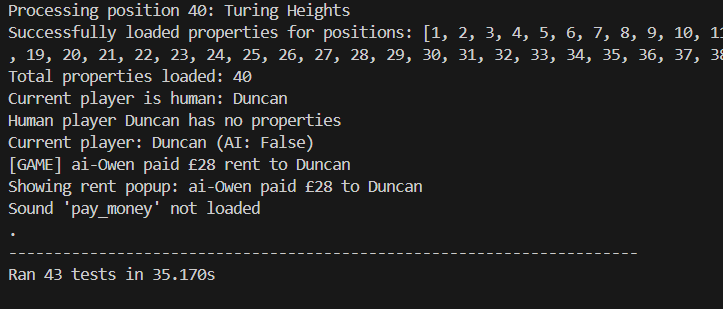 Processing position 40: Turing Heights
Successfully loaded properties for positions: [1, 2, 3, 4, 5, 6, 7, 8, 9, 10, 11
, 19, 20, 21, 22, 23, 24, 25, 26, 27, 28, 29, 30, 31, 32, 33, 34, 35, 36, 37, 38
Total properties loaded: 40
Current player is human: Duncan
Human player Duncan has no properties
Current player: Duncan (AI: False)
[GAME] ai-Owen paid £28 rent to Duncan
Showing rent popup: ai-Owen paid £28 to Duncan
Sound 'pay_money' not loaded
.
----------------------------------------------------------------------
Ran 43 tests in 35.170s